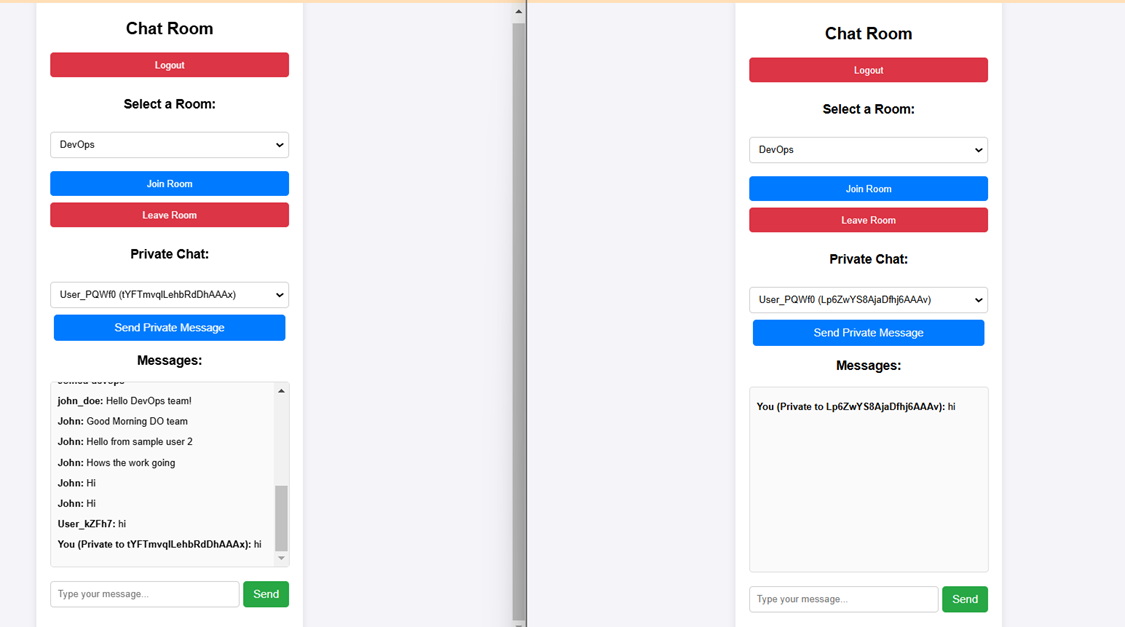 Chat Room
Logout
Select a Room:
DevOps
Join Room
Leave Room
Private Chat:
User_PQWf0 (tYFTmvqlLehbRdDhAAAx)
Send Private Message
Messages:
Joined devops
john_doe: Hello DevOps team!
John: Good Morning DO team
John: Hello from sample user 2
John: Hows the work going
John: Hi
John: Hi
User_kZFh7: hi
You (Private to tYFTmvqlLehbRdDhAAAx): hi
Type your message...
Send
Chat Room
Logout
Select a Room:
DevOps
Join Room
Leave Room
Private Chat:
User_PQWf0 (Lp6ZwYS8AjaDfhj6AAAv)
Send Private Message
Messages:
You (Private to Lp6ZwYS8AjaDfhj6AAAv): hi
Type your message...
Send